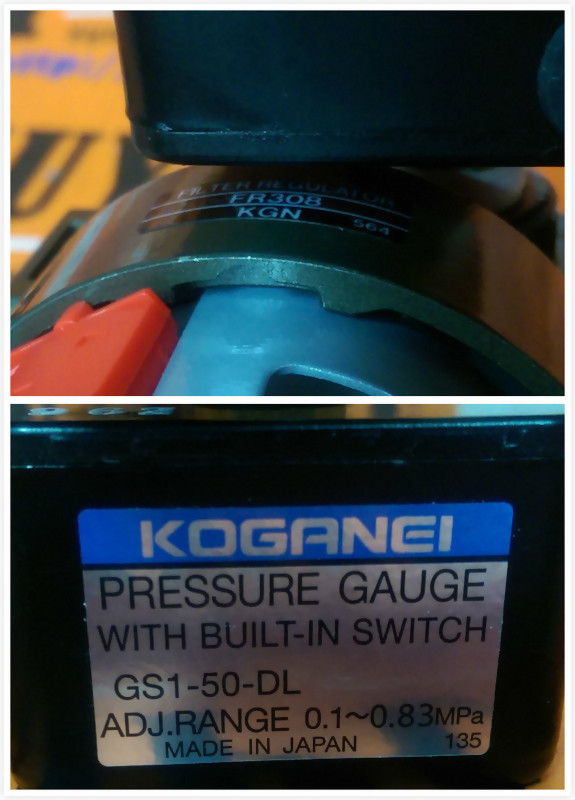 FILTER REGULATOR
FR308
KGN 564
KOGANEI
PRESSURE GAUGE
WITH BUILT-IN SWITCH
GS1-50-DL
ADJ.RANGE 0.1~0.83MPa
MADE IN JAPAN 135